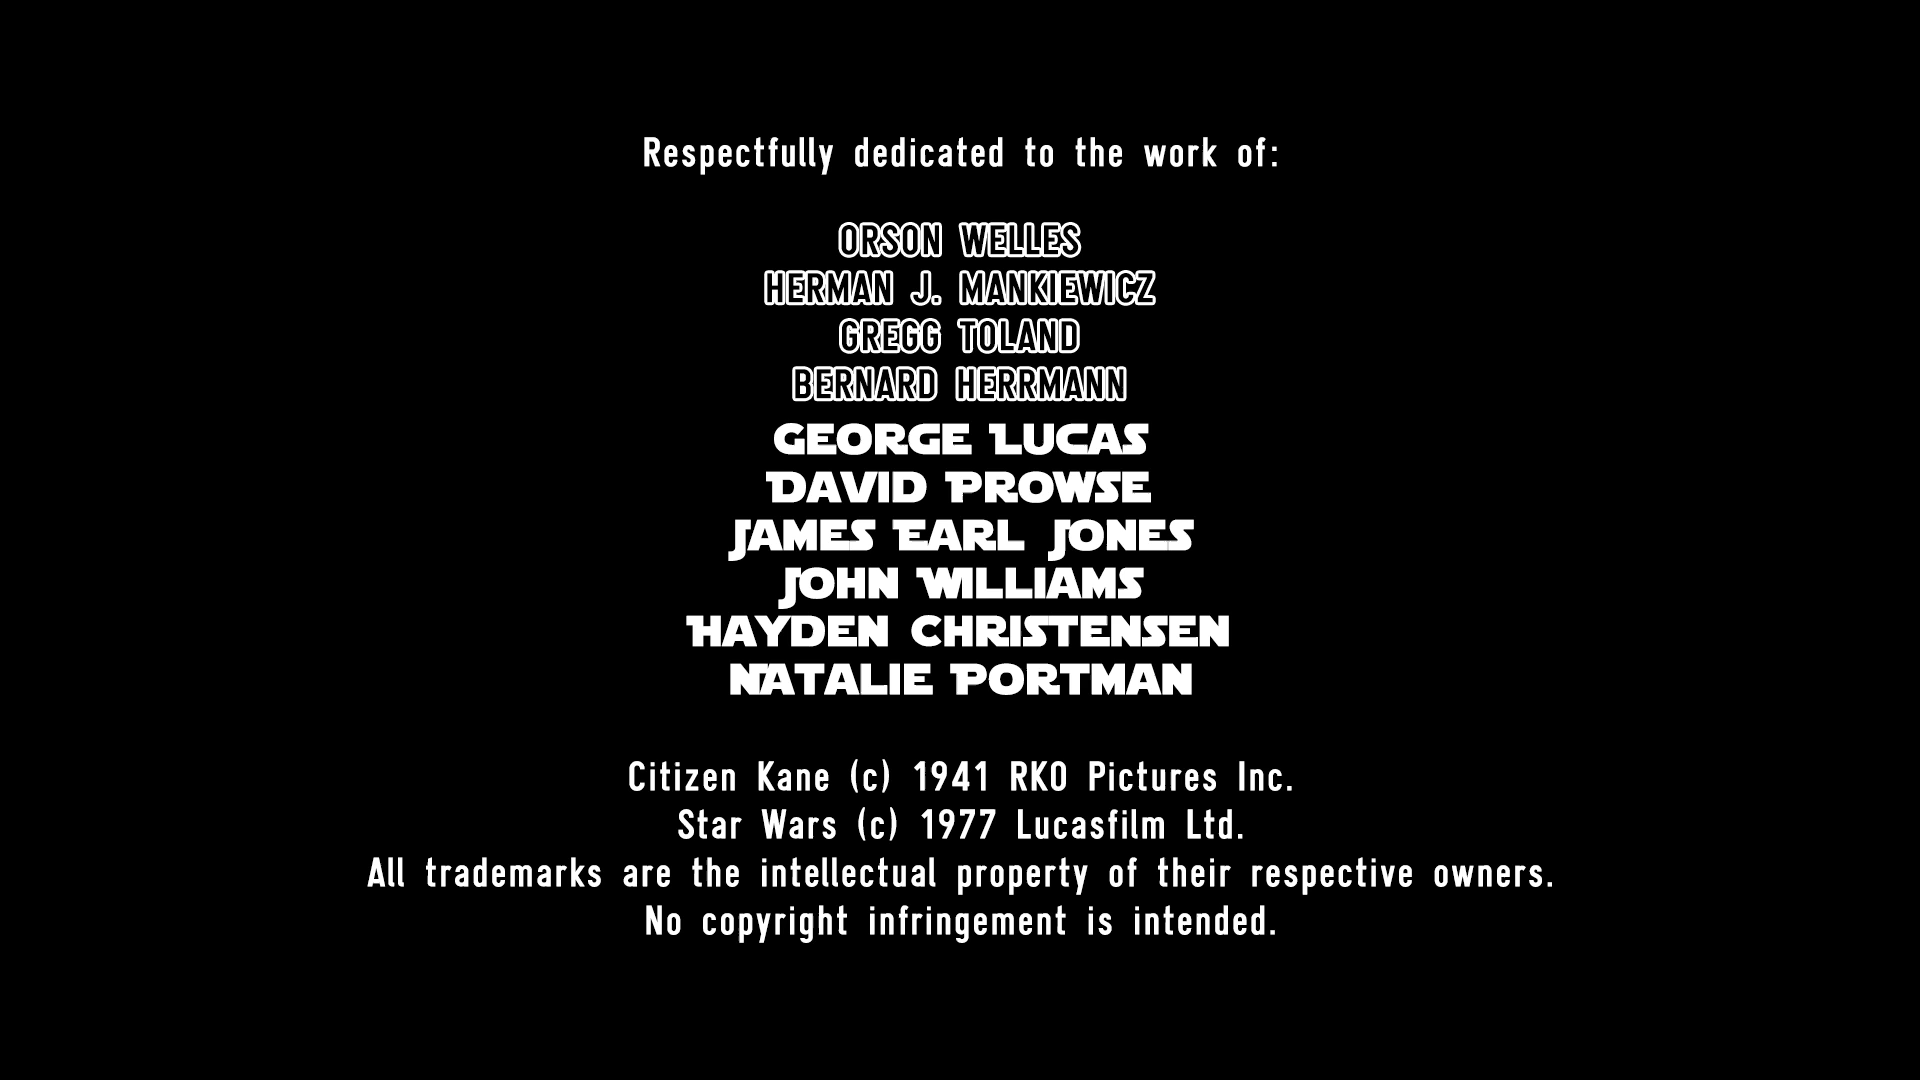 Respectfully dedicated to the work of:
ORSON WELLES
HERMAN J. MANKIEWICZ
GREGG TOLAND
BERNARD HERRMANN
GEORGE LUCAS
DAVID PROWSE
JAMES EARL JONES
JOHN WILLIAMS
HAYDEN CHRISTENSEN
NATALIE PORTMAN
Citizen Kane (c) 1941 RKO Pictures Inc.
Star Wars (c) 1977 Lucasfilm Ltd.
All trademarks are the intellectual property of their respective owners.
No copyright infringement is intended.